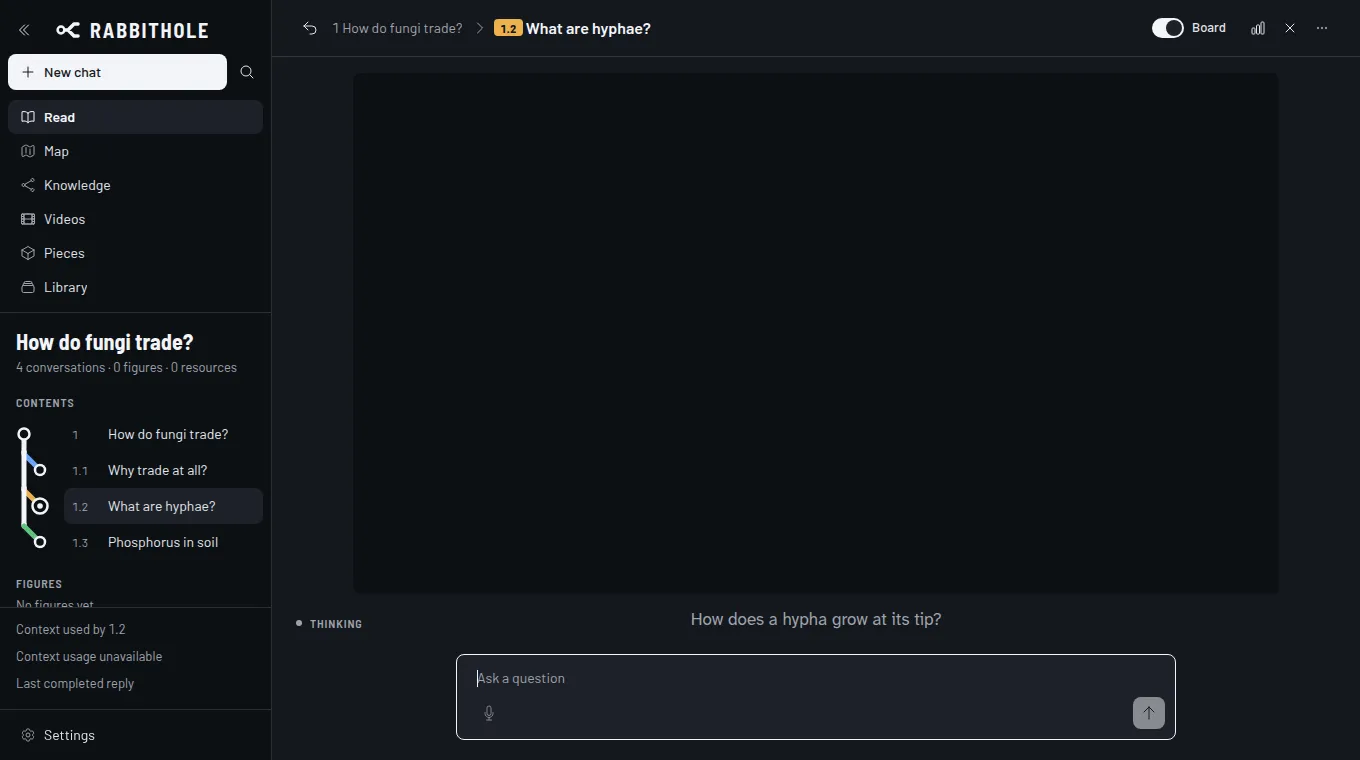 RABBITHOLE
New chat
Read
Map
Knowledge
Videos
Pieces
Library
How do fungi trade?
4 conversations · 0 figures · 0 resources
CONTENTS
1 How do fungi trade?
1.1 Why trade at all?
1.2 What are hyphae?
1.3 Phosphorus in soil
FIGURES
No figures yet
Context used by 1.2
Context usage unavailable
Last completed reply
Settings
1 How do fungi trade?
1.2 What are hyphae?
Board
THINKING
How does a hypha grow at its tip?
Ask a question